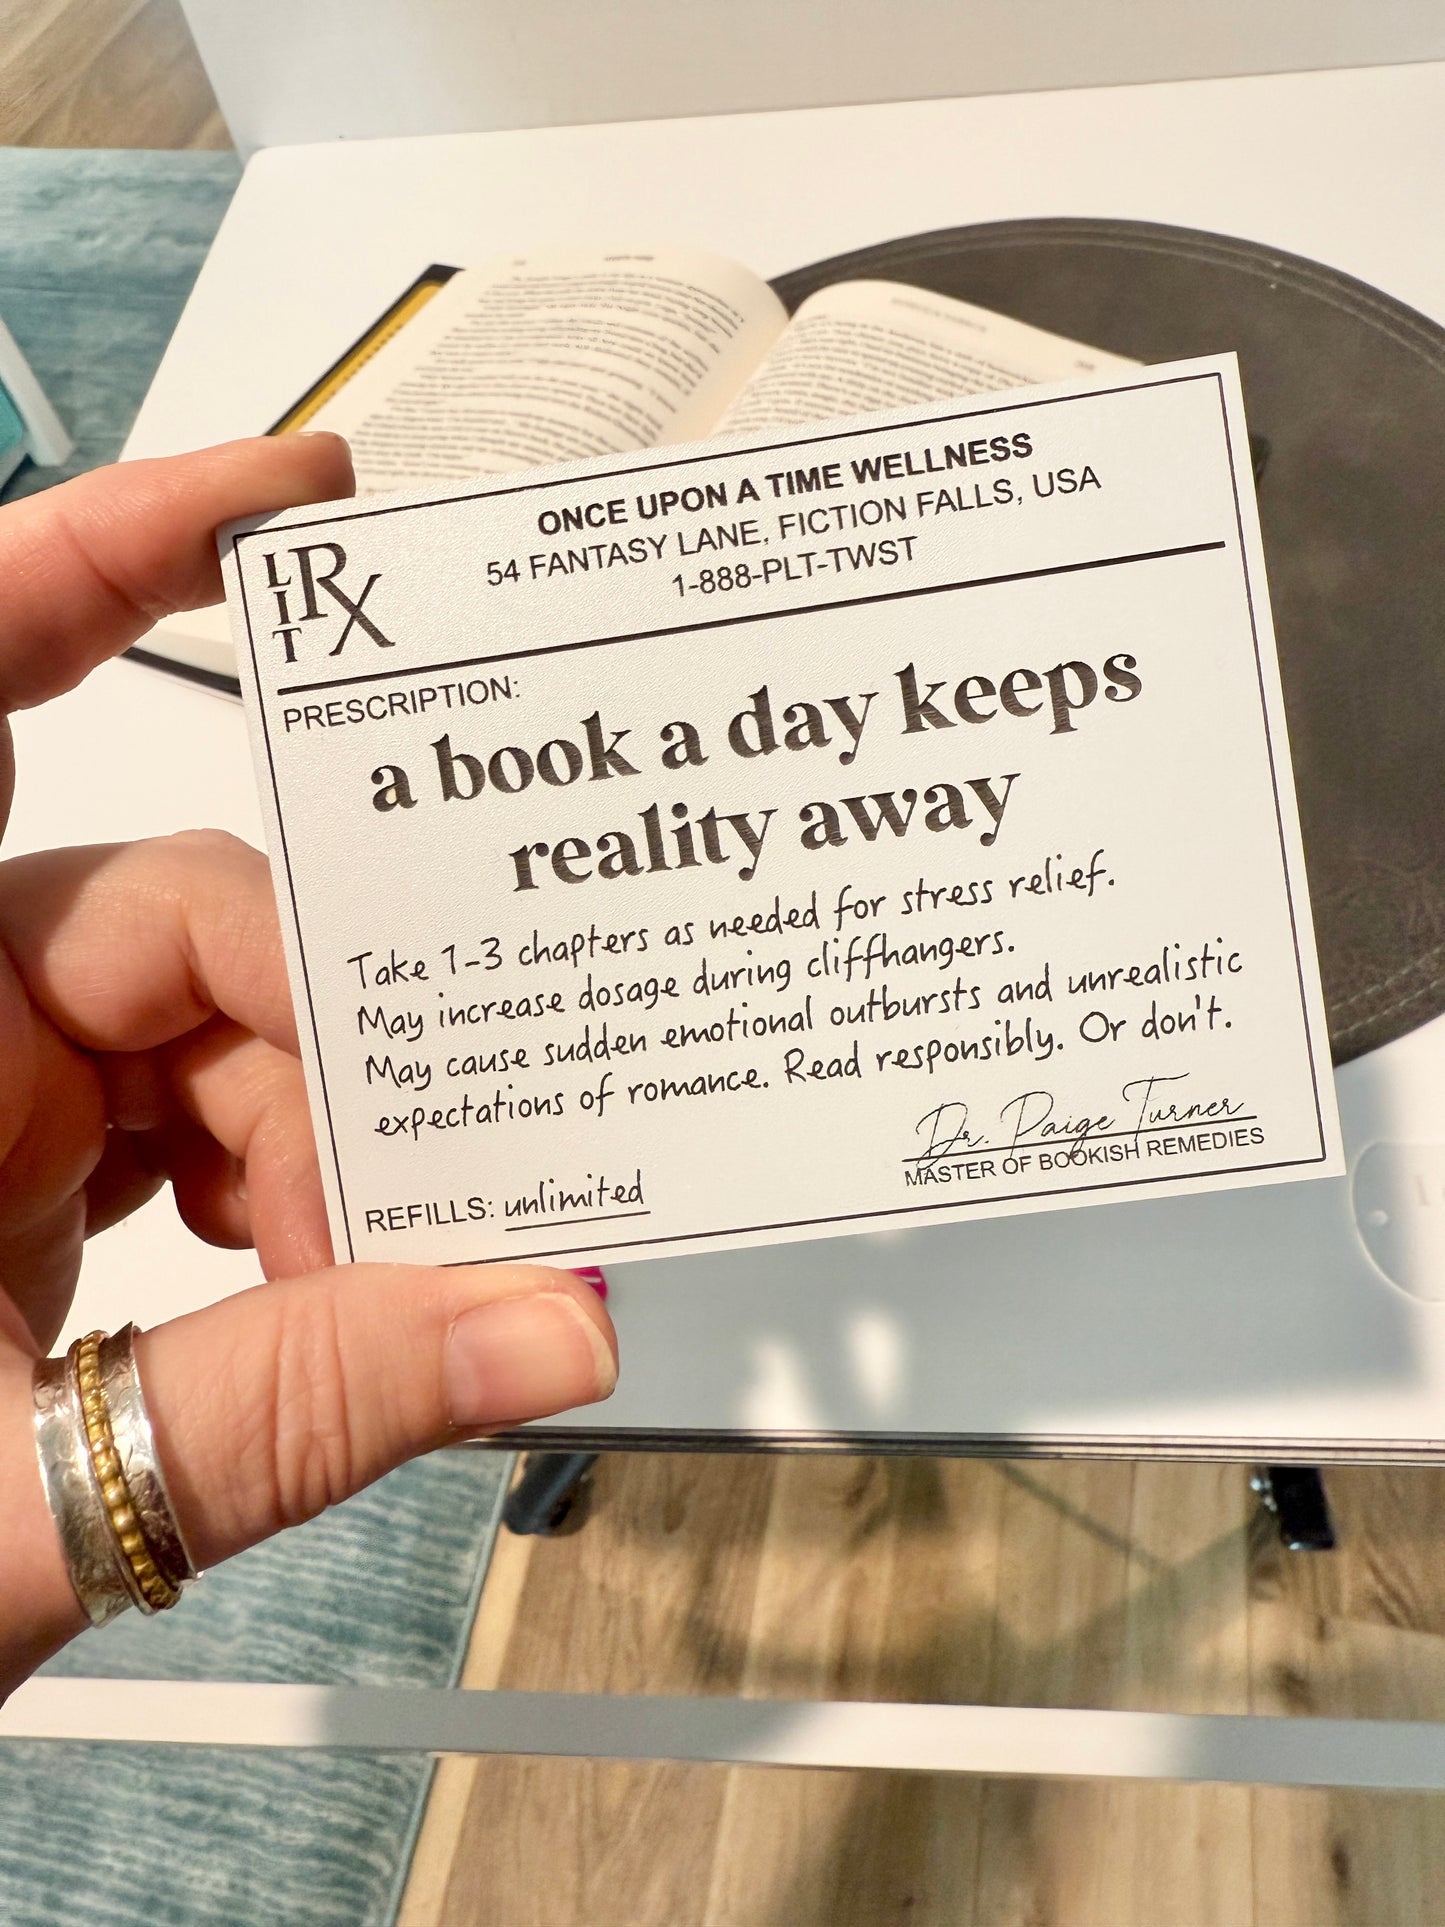 LIT RX
ONCE UPON A TIME WELLNESS
54 FANTASY LANE, FICTION FALLS, USA
1-888-PLT-TWST
PRESCRIPTION:
a book a day keeps
reality away
Take 1-3 chapters as needed for stress relief.
May increase dosage during cliffhangers.
May cause sudden emotional outbursts and unrealistic
expectations of romance. Read responsibly. Or don't.
Dr. Paige Turner
MASTER OF BOOKISH REMEDIES
REFILLS: unlimited